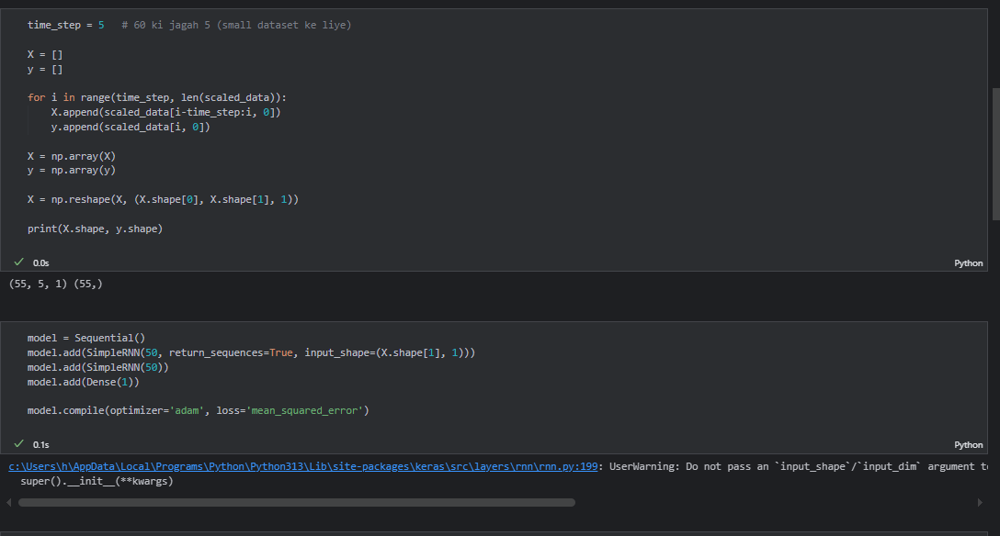 time_step = 5   # 60 ki jagah 5 (small dataset ke liye)
X = []
y = []
for i in range(time_step, len(scaled_data)):
    X.append(scaled_data[i-time_step:i, 0])
    y.append(scaled_data[i, 0])
X = np.array(X)
y = np.array(y)
X = np.reshape(X, (X.shape[0], X.shape[1], 1))
print(X.shape, y.shape)
0.0s
Python
(55, 5, 1) (55,)
model = Sequential()
model.add(SimpleRNN(50, return_sequences=True, input_shape=(X.shape[1], 1)))
model.add(SimpleRNN(50))
model.add(Dense(1))
model.compile(optimizer='adam', loss='mean_squared_error')
0.1s
Python
c:\Users\h\AppData\Local\Programs\Python\Python313\Lib\site-packages\keras\src\layers\rnn\rnn.py:199: UserWarning: Do not pass an `input_shape`/`input_dim` argument
  super().__init__(**kwargs)